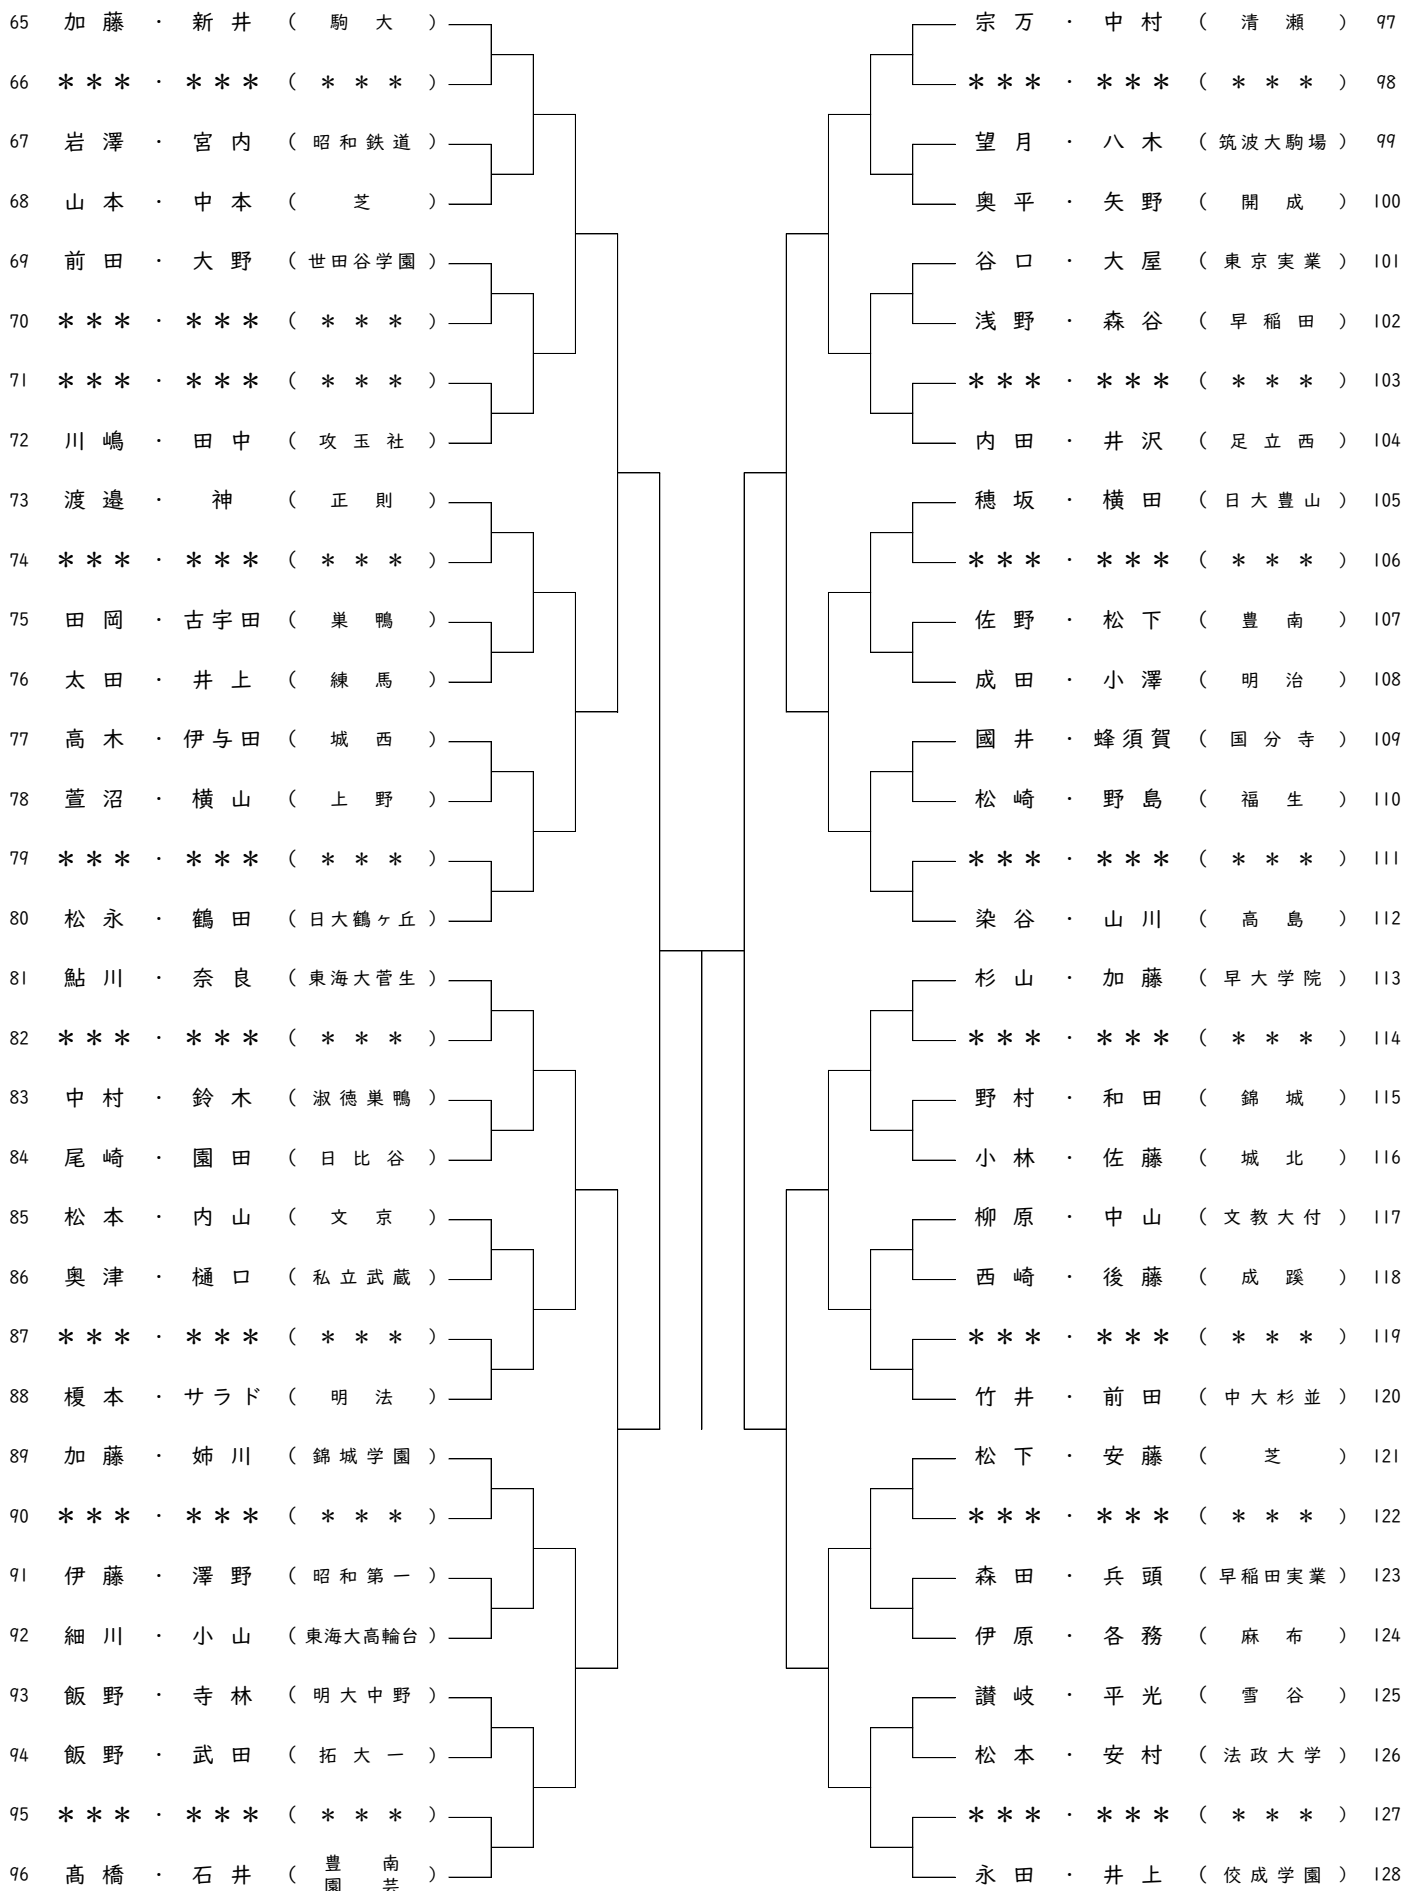 65 加藤 ・ 新井 （ 駒大 ）
66 ＊＊＊ ・ ＊＊＊ （ ＊＊＊ ）
67 岩澤 ・ 宮内 （ 昭和鉄道 ）
68 山本 ・ 中本 （ 芝 ）
69 前田 ・ 大野 （ 世田谷学園 ）
70 ＊＊＊ ・ ＊＊＊ （ ＊＊＊ ）
71 ＊＊＊ ・ ＊＊＊ （ ＊＊＊ ）
72 川嶋 ・ 田中 （ 攻玉社 ）
73 渡邉 ・ 神 （ 正則 ）
74 ＊＊＊ ・ ＊＊＊ （ ＊＊＊ ）
75 田岡 ・ 古宇田 （ 巣鴨 ）
76 太田 ・ 井上 （ 練馬 ）
77 高木 ・ 伊与田 （ 城西 ）
78 萱沼 ・ 横山 （ 上野 ）
79 ＊＊＊ ・ ＊＊＊ （ ＊＊＊ ）
80 松永 ・ 鶴田 （ 日大鶴ヶ丘 ）
81 鮎川 ・ 奈良 （ 東海大菅生 ）
82 ＊＊＊ ・ ＊＊＊ （ ＊＊＊ ）
83 中村 ・ 鈴木 （ 淑徳巣鴨 ）
84 尾崎 ・ 園田 （ 日比谷 ）
85 松本 ・ 内山 （ 文京 ）
86 奥津 ・ 樋口 （ 私立武蔵 ）
87 ＊＊＊ ・ ＊＊＊ （ ＊＊＊ ）
88 榎本 ・ サラド （ 明法 ）
89 加藤 ・ 姉川 （ 錦城学園 ）
90 ＊＊＊ ・ ＊＊＊ （ ＊＊＊ ）
91 伊藤 ・ 澤野 （ 昭和第一 ）
92 細川 ・ 小山 （ 東海大高輪台 ）
93 飯野 ・ 寺林 （ 明大中野 ）
94 飯野 ・ 武田 （ 拓大一 ）
95 ＊＊＊ ・ ＊＊＊ （ ＊＊＊ ）
96 髙橋 ・ 石井 （ 豊南 園芸 ）
宗万 ・ 中村 （ 清瀬 ） 97
＊＊＊ ・ ＊＊＊ （ ＊＊＊ ） 98
望月 ・ 八木 （ 筑波大駒場 ） 99
奥平 ・ 矢野 （ 開成 ） 100
谷口 ・ 大屋 （ 東京実業 ） 101
浅野 ・ 森谷 （ 早稲田 ） 102
＊＊＊ ・ ＊＊＊ （ ＊＊＊ ） 103
内田 ・ 井沢 （ 足立西 ） 104
穂坂 ・ 横田 （ 日大豊山 ） 105
＊＊＊ ・ ＊＊＊ （ ＊＊＊ ） 106
佐野 ・ 松下 （ 豊南 ） 107
成田 ・ 小澤 （ 明治 ） 108
國井 ・ 蜂須賀 （ 国分寺 ） 109
松崎 ・ 野島 （ 福生 ） 110
＊＊＊ ・ ＊＊＊ （ ＊＊＊ ） 111
染谷 ・ 山川 （ 高島 ） 112
杉山 ・ 加藤 （ 早大学院 ） 113
＊＊＊ ・ ＊＊＊ （ ＊＊＊ ） 114
野村 ・ 和田 （ 錦城 ） 115
小林 ・ 佐藤 （ 城北 ） 116
柳原 ・ 中山 （ 文教大付 ） 117
西崎 ・ 後藤 （ 成蹊 ） 118
＊＊＊ ・ ＊＊＊ （ ＊＊＊ ） 119
竹井 ・ 前田 （ 中大杉並 ） 120
松下 ・ 安藤 （ 芝 ） 121
＊＊＊ ・ ＊＊＊ （ ＊＊＊ ） 122
森田 ・ 兵頭 （ 早稲田実業 ） 123
伊原 ・ 各務 （ 麻布 ） 124
讃岐 ・ 平光 （ 雪谷 ） 125
松本 ・ 安村 （ 法政大学 ） 126
＊＊＊ ・ ＊＊＊ （ ＊＊＊ ） 127
永田 ・ 井上 （ 佼成学園 ） 128